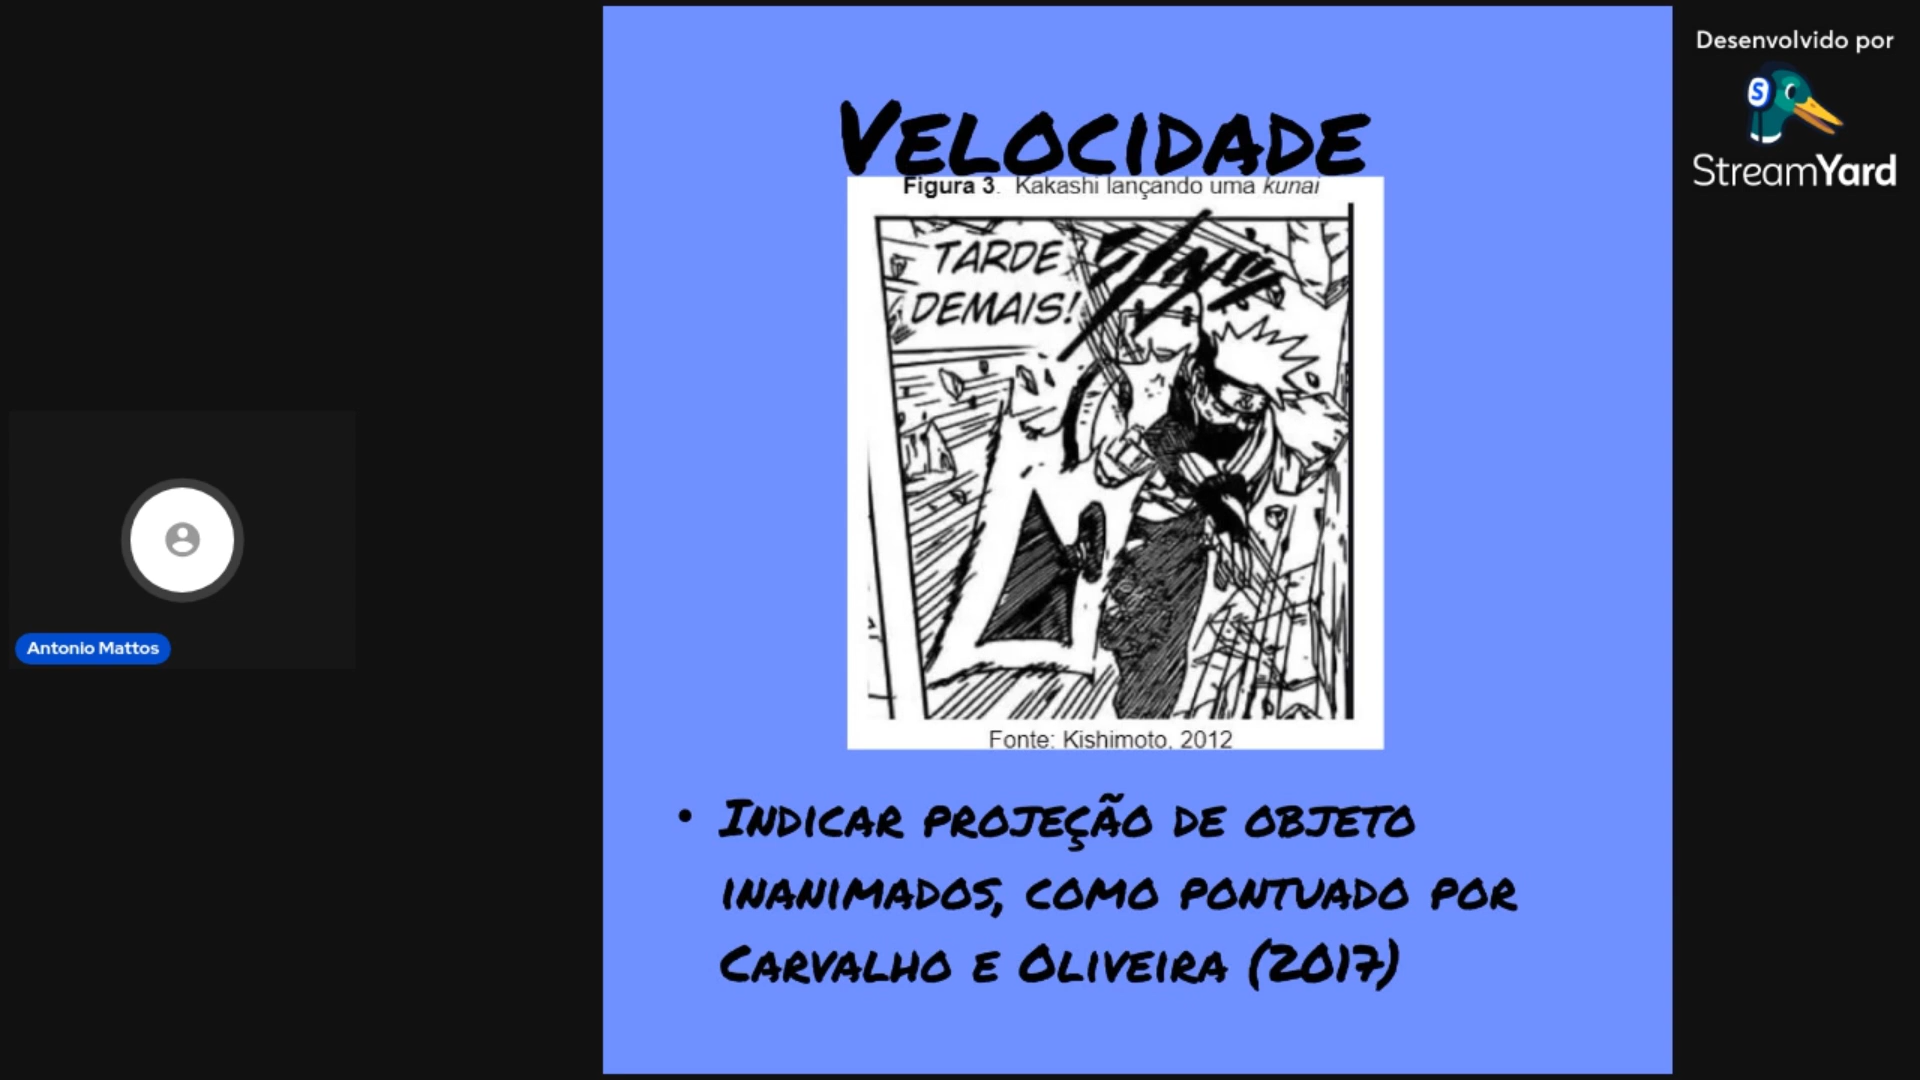 Desenvolvido por
StreamYard
VELOCIDADE
Figura 3. Kakashi lançando uma kunai
TARDE
DEMAIS!
Fonte: Kishimoto, 2012
Antonio Mattos
• INDICAR PROJEÇÃO DE OBJETO
INANIMADOS, COMO PONTUADO POR
CARVALHO E OLIVEIRA (2017)